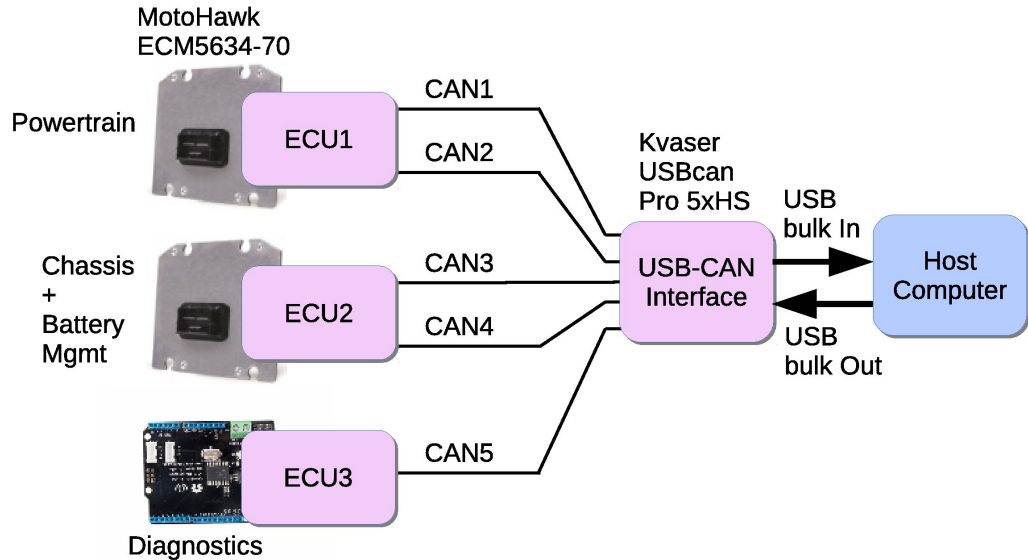 MotoHawk
ECM5634-70
Powertrain
ECU1
CAN1
CAN2
Chassis
+
Battery
Mgmt
ECU2
CAN3
CAN4
ECU3
CAN5
Diagnostics
Kvaser
USBcan
Pro 5xHS
USB-CAN
Interface
USB
bulk In
USB
bulk Out
Host
Computer